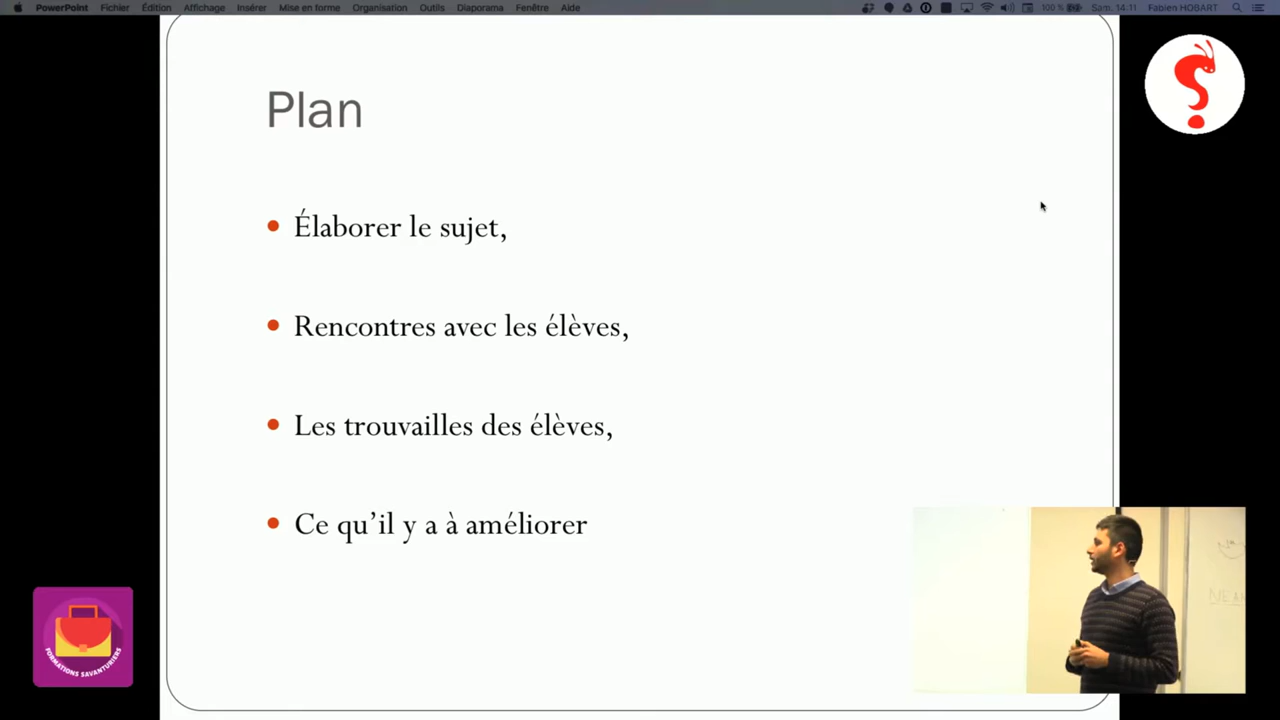 PowerPoint Fichier Édition Affichage Insérer Mise en forme Organisation Outils Diaporama Fenêtre Aide 100 % Sam. 14:11 Fabien HOBART
Plan
Élaborer le sujet,
Rencontres avec les élèves,
Les trouvailles des élèves,
Ce qu’il y a à améliorer
FORMATIONS SAVANTURIERS